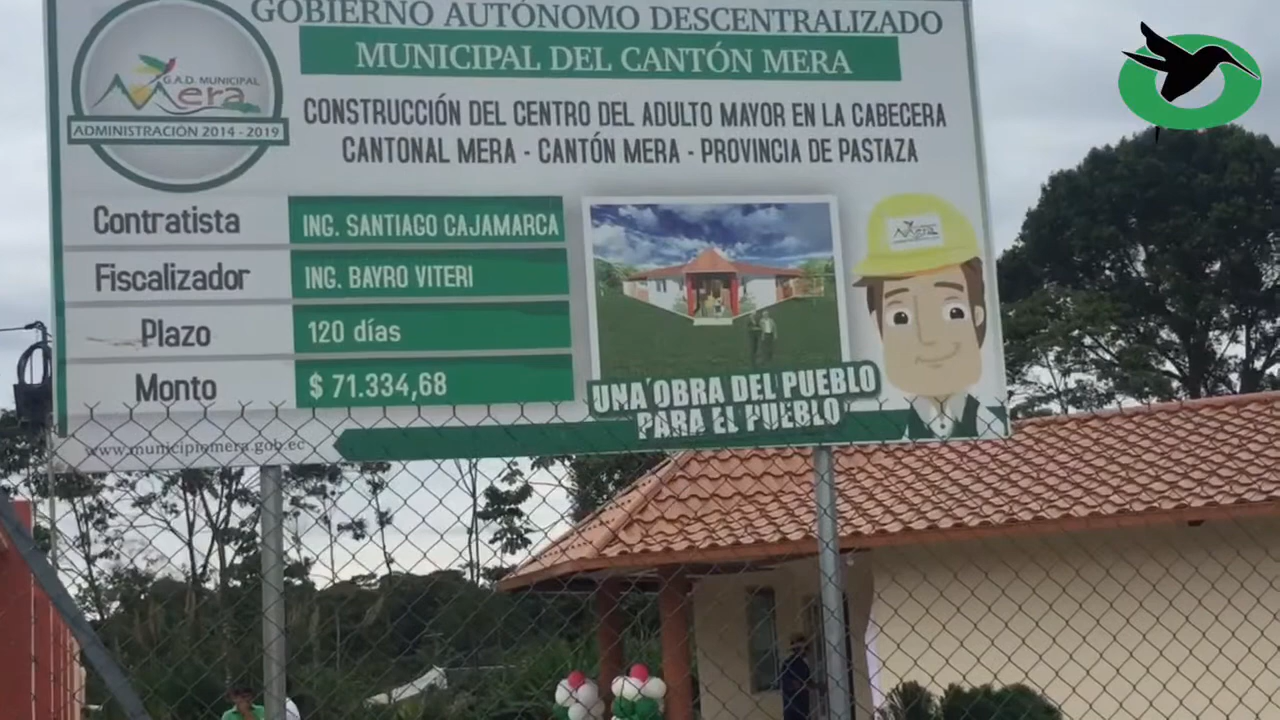 GOBIERNO AUTÓNOMO DESCENTRALIZADO
MUNICIPAL DEL CANTÓN MERA
G.A.D. MUNICIPAL
Mera
ADMINISTRACIÓN 2014 - 2019
CONSTRUCCIÓN DEL CENTRO DEL ADULTO MAYOR EN LA CABECERA
CANTONAL MERA - CANTÓN MERA - PROVINCIA DE PASTAZA
Contratista ING. SANTIAGO CAJAMARCA
Fiscalizador ING. BAYRO VITERI
Plazo 120 días
Monto $ 71.334,68
Mera
UNA OBRA DEL PUEBLO
PARA EL PUEBLO
www.municipiomera.gob.ec